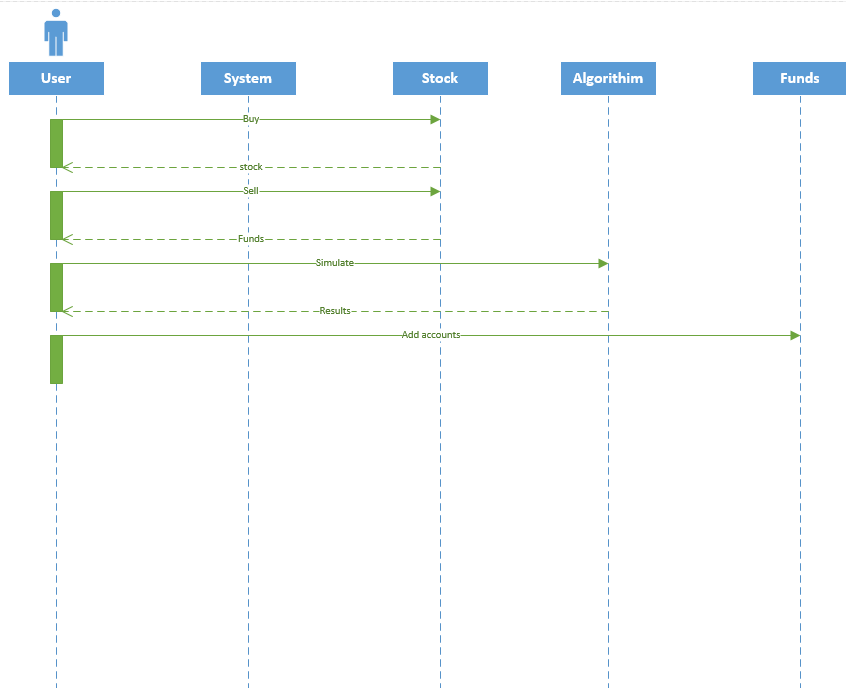 User
System
Stock
Algorithim
Funds
Buy
stock
Sell
Funds
Simulate
Results
Add accounts